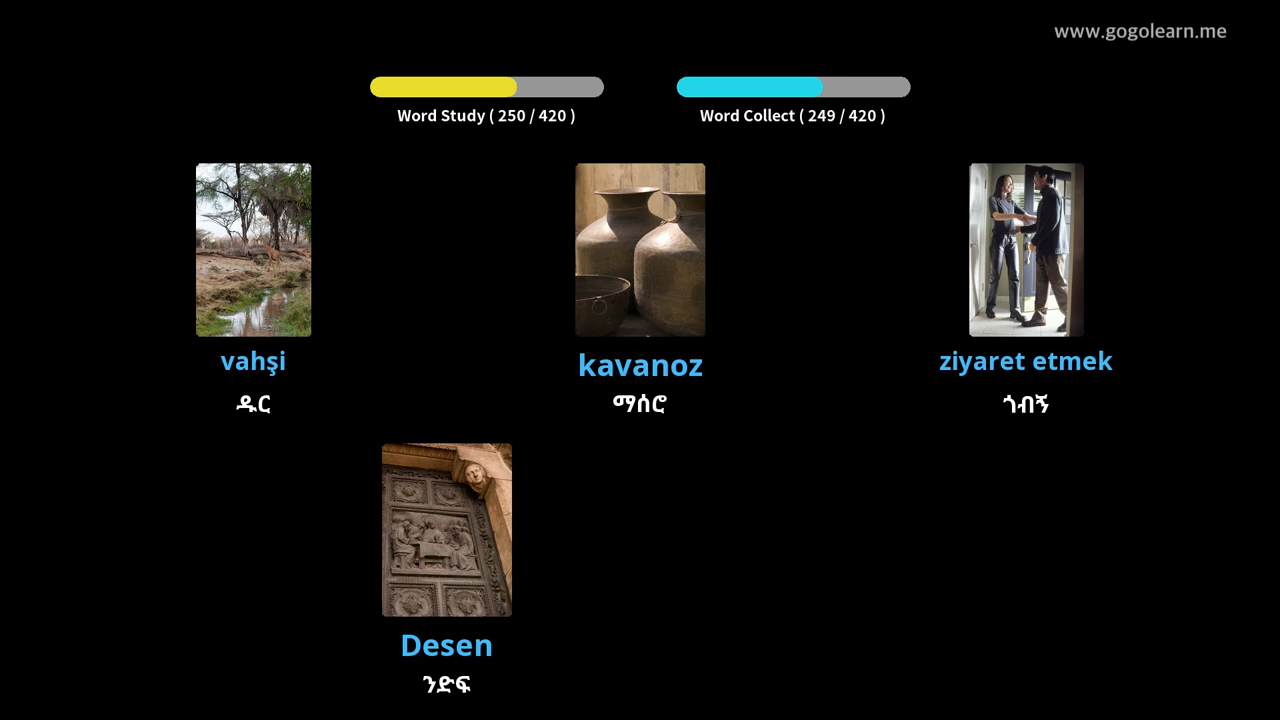 www.gogolearn.me
Word Study ( 250 / 420 )
Word Collect ( 249 / 420 )
vahşi
ዱር
kavanoz
ማሰሮ
ziyaret etmek
ጎብኝ
Desen
ንድፍ